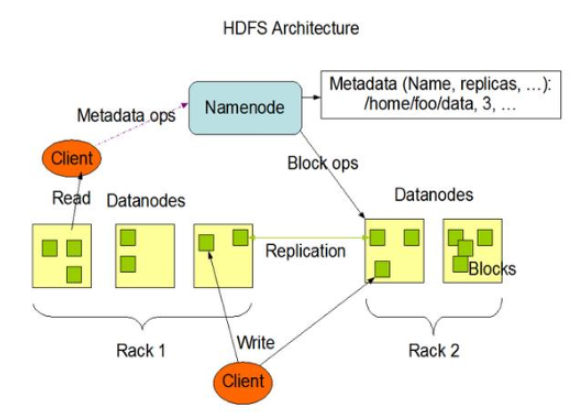 HDFS Architecture
Metadata (Name, replicas, ...):
/home/foo/data, 3, ...
Namenode
Metadata ops
Client
Block ops
Read
Datanodes
Datanodes
Replication
Blocks
Rack 1
Write
Rack 2
Client